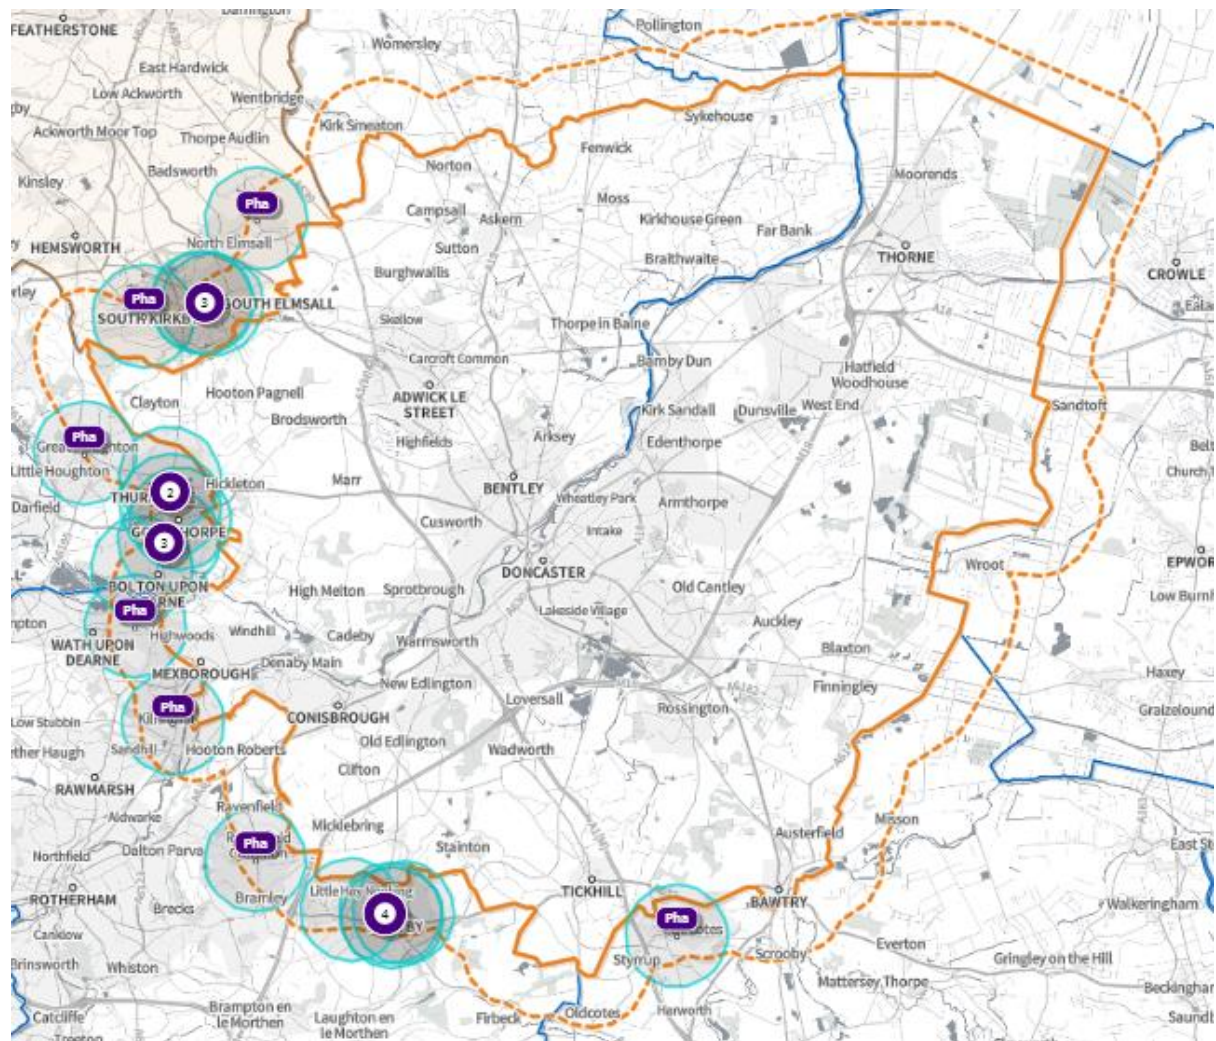 FEATHERSTONE
Pollington
Womersley
East Hardwick
Low Ackworth
Wentbridge
Kirk Smeaton
Sykehouse
Ackworth Moor Top
Thorpe Audlin
Norton
Fenwick
Badsworth
Moorends
Kinsley
Pha
Campsall
Askern
Moss
Kirkhouse Green
Far Bank
HEMSWORTH
North Elmsall
Sutton
Braithwaite
THORNE
Burghwallis
CROWLE
Pha
3
SOUTH ELMSALL
SOUTH KIRKB
Skellow
Thorpe in Balne
A18
Carcroft Common
Barnby Dun
Hatfield
Woodhouse
Hooton Pagnell
ADWICK LE
STREET
Clayton
Brodsworth
Kirk Sandall
Dunsville
West End
Sandtoft
Pha
Highfields
Arksey
Edenthorpe
Little Houghton
Hickleton
Marr
BENTLEY
2
Wheatley Park
Armthorpe
Darfield
Cusworth
Intake
3
DONCASTER
Wroot
BOLTON UPON
High Melton
Sprotbrough
Old Cantley
Low Burnh
Pha
Lakeside Village
Auckley
Highwoods
Windhill
Cadeby
Warmsworth
WATH UPON
DEARNE
Blaxton
Denaby Main
MEXBOROUGH
New Edlington
Finningley
Haxey
Loversall
Rossington
Pha
Low Stubbin
CONISBROUGH
Sandhill
Hooton Roberts
Old Edlington
Wadworth
Clifton
RAWMARSH
Ravenfield
Aldwarke
Micklebring
Misson
Austerfield
Pha
Dalton Parva
Stainton
Northfield
TICKHILL
ROTHERHAM
Bramley
BAWTRY
Walkeringham
Brecks
4
Pha
Canklow
Everton
Brinsworth
Whiston
Styrrup
Scrooby
Gringley on the Hill
Mattersey Thorpe
Brampton en
le Morthen
Laughton en
le Morthen
Firbeck
Oldcotes
Harworth
Catcliffe